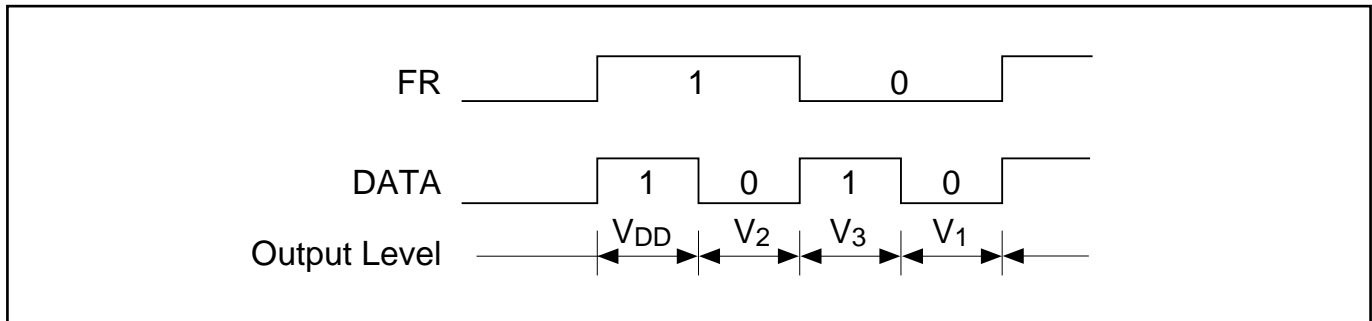 FR 1 0
DATA 1 0 1 0
Output Level VDD V2 V3 V1